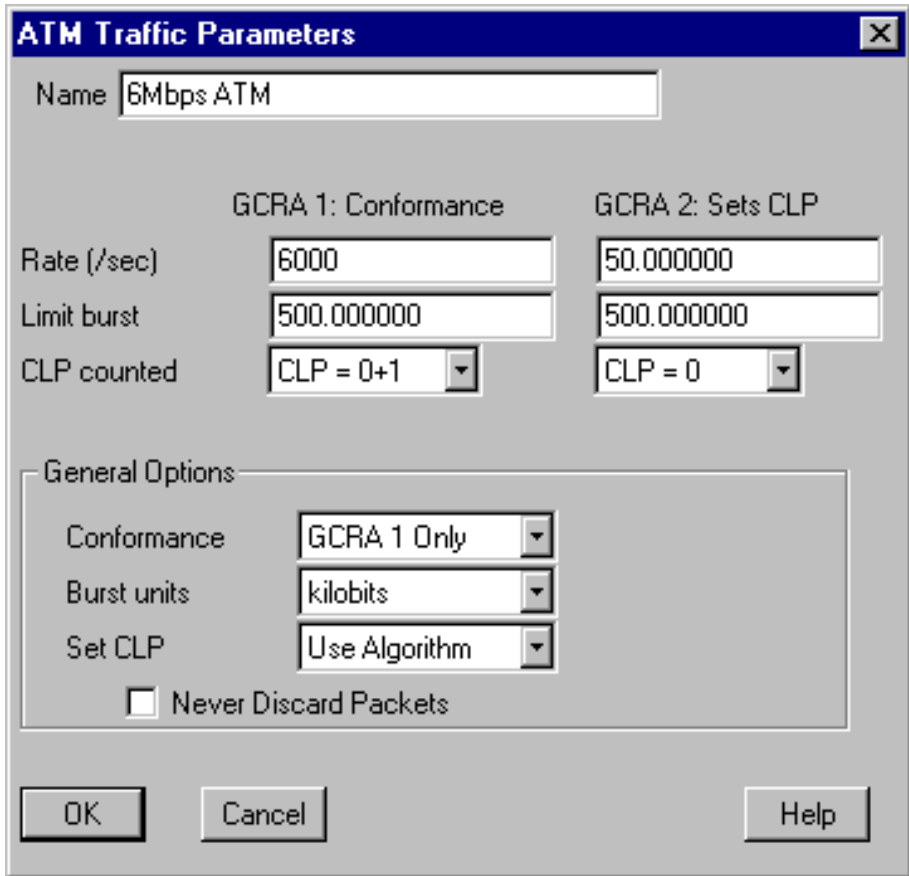 ATM Traffic Parameters
Name 6Mbps ATM
GCRA 1: Conformance GCRA 2: Sets CLP
Rate (/sec) 6000 50.000000
Limit burst 500.000000 500.000000
CLP counted CLP = 0+1 CLP = 0
General Options
Conformance GCRA 1 Only
Burst units kilobits
Set CLP Use Algorithm
Never Discard Packets
OK Cancel Help